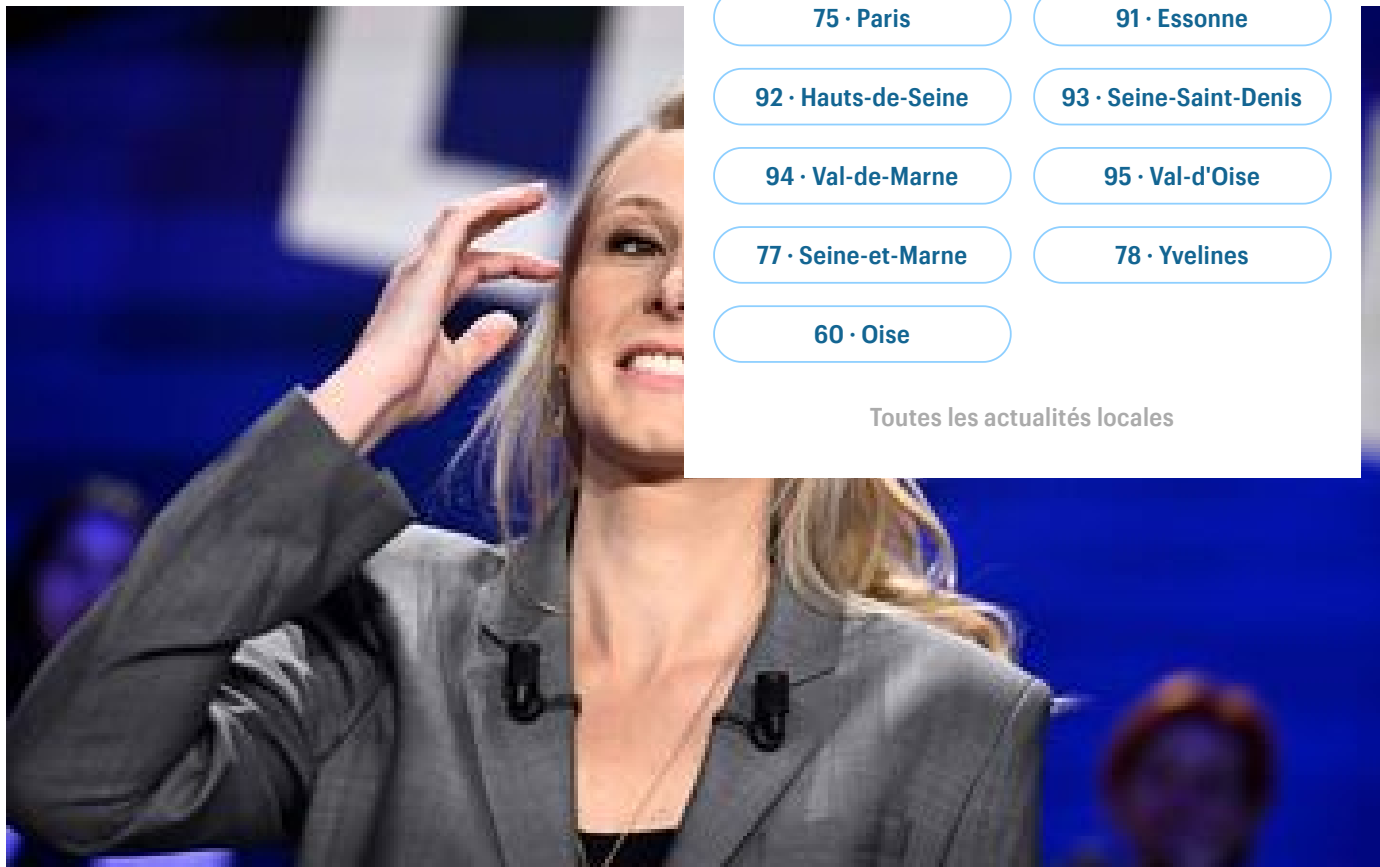 75 · Paris
91 · Essonne
92 · Hauts-de-Seine
93 · Seine-Saint-Denis
94 · Val-de-Marne
95 · Val-d'Oise
77 · Seine-et-Marne
78 · Yvelines
60 · Oise
Toutes les actualités locales